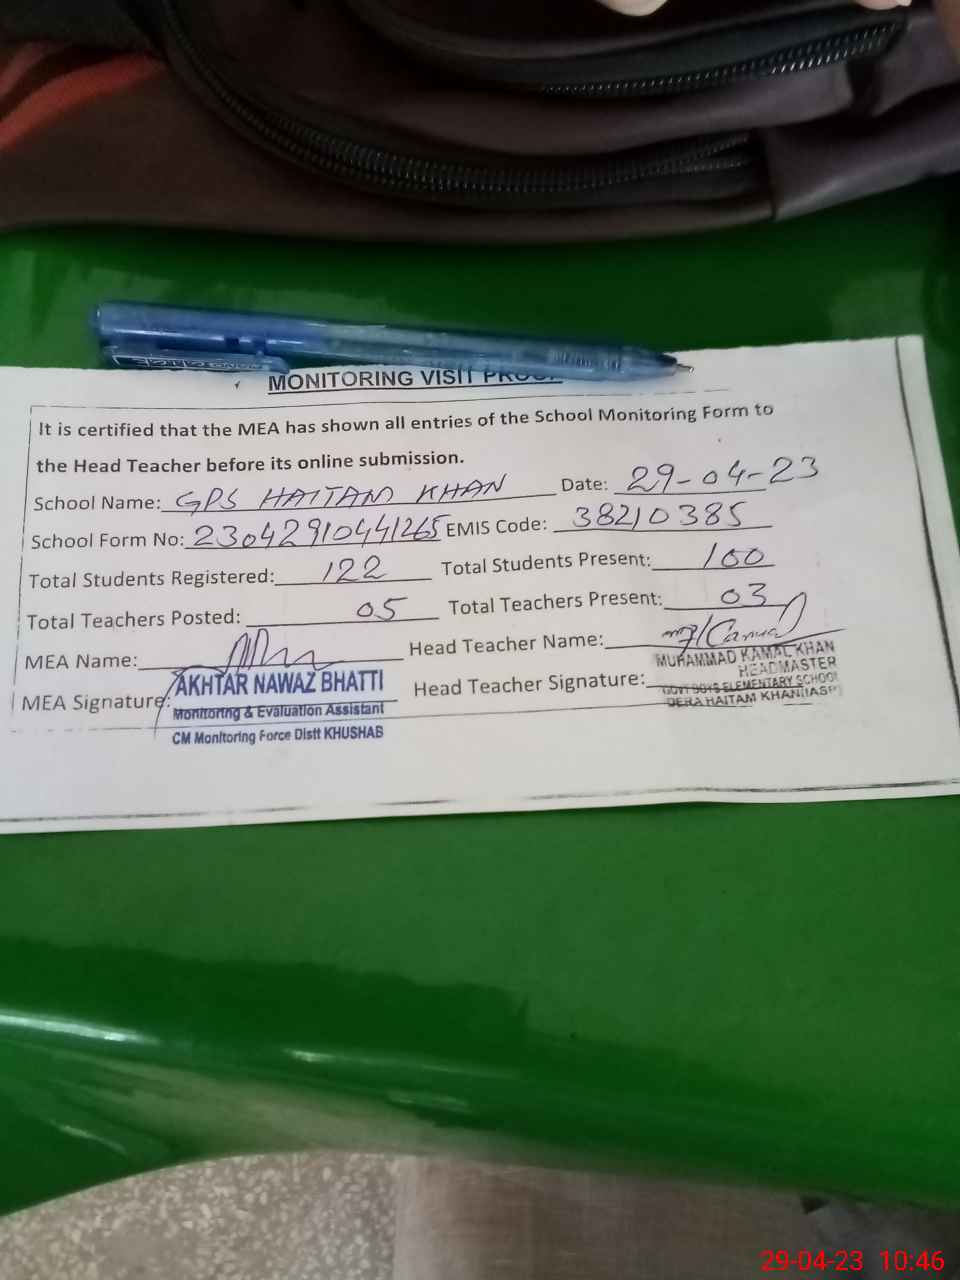 MONITORING VISIT PROOF
It is certified that the MEA has shown all entries of the School Monitoring Form to
the Head Teacher before its online submission.
School Name: GPS HAITAM KHAN Date: 29-04-23
School Form No: 23042910441265 EMIS Code: 38210385
Total Students Registered: 122 Total Students Present: 100
Total Teachers Posted: 05 Total Teachers Present: 03
MEA Name: Head Teacher Name:
MEA Signature: Head Teacher Signature:
AKHTAR NAWAZ BHATTI
Monitoring & Evaluation Assistant
CM Monitoring Force Distt KHUSHAB
MUHAMMAD KAMAL KHAN
HEADMASTER
GOVT BOYS ELEMENTARY SCHOOL
DERA HAITAM KHAN
29-04-23 10:46